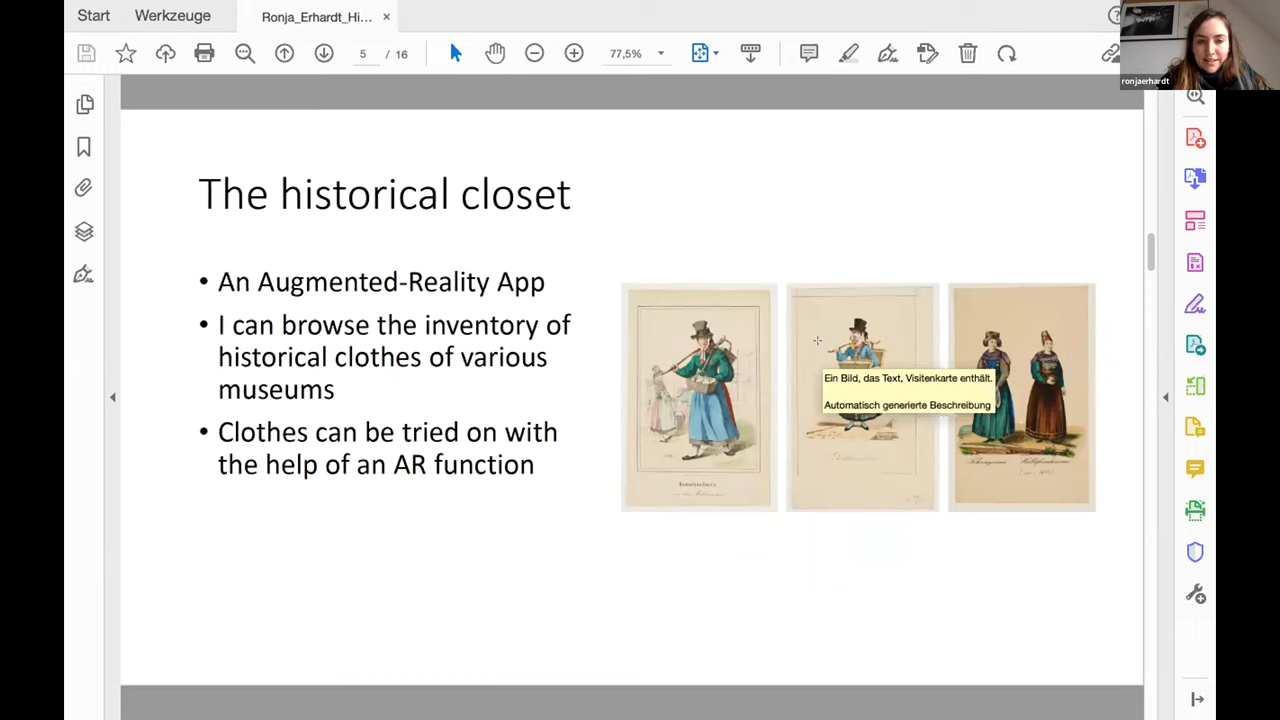 Start
Werkzeuge
Ronja_Erhardt_Hi...
5 / 16
77,5%
ronjaerhardt
The historical closet
• An Augmented-Reality App
• I can browse the inventory of
historical clothes of various
museums
• Clothes can be tried on with
the help of an AR function
Ein Bild, das Text, Visitenkarte enthält.
Automatisch generierte Beschreibung